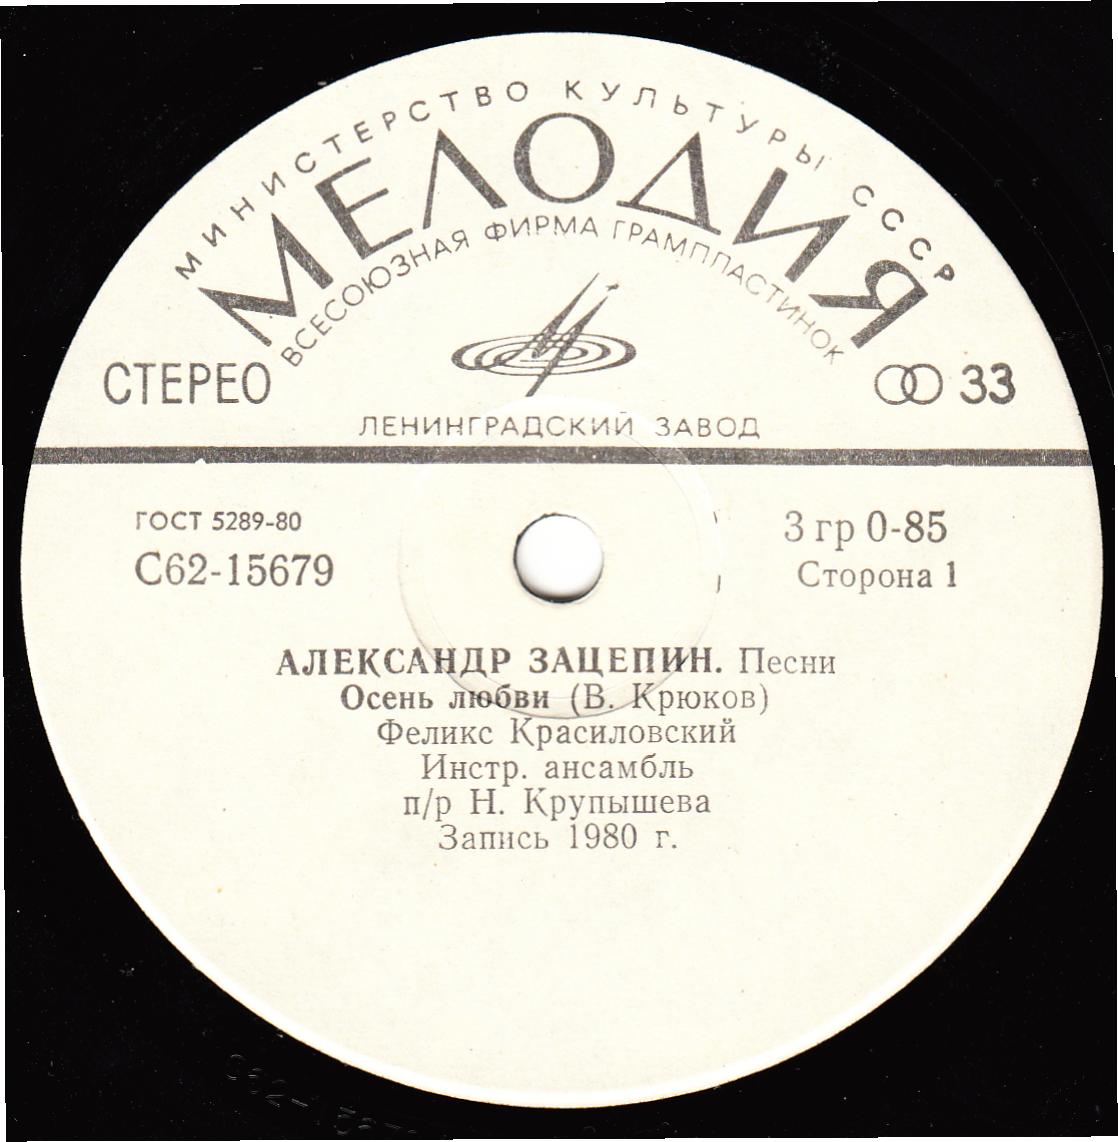 МИНИСТЕРСТВО КУЛЬТУРЫ СССР
МЕЛОДИЯ
ВСЕСОЮЗНАЯ ФИРМА ГРАМПЛАСТИНОК
СТЕРЕО
33
ЛЕНИНГРАДСКИЙ ЗАВОД
ГОСТ 5289-80
С62-15679
3 гр 0-85
Сторона 1
АЛЕКСАНДР ЗАЦЕПИН. Песни
Осень любви (В. Крюков)
Феликс Красиловский
Инстр. ансамбль
п/р Н. Крупышева
Запись 1980 г.